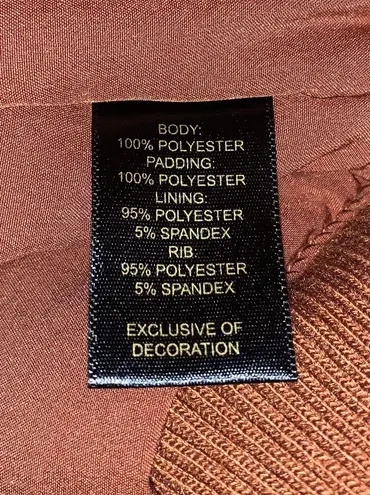 BODY:
100% POLYESTER
PADDING:
100% POLYESTER
LINING:
95% POLYESTER
5% SPANDEX
RIB:
95% POLYESTER
5% SPANDEX
EXCLUSIVE OF
DECORATION